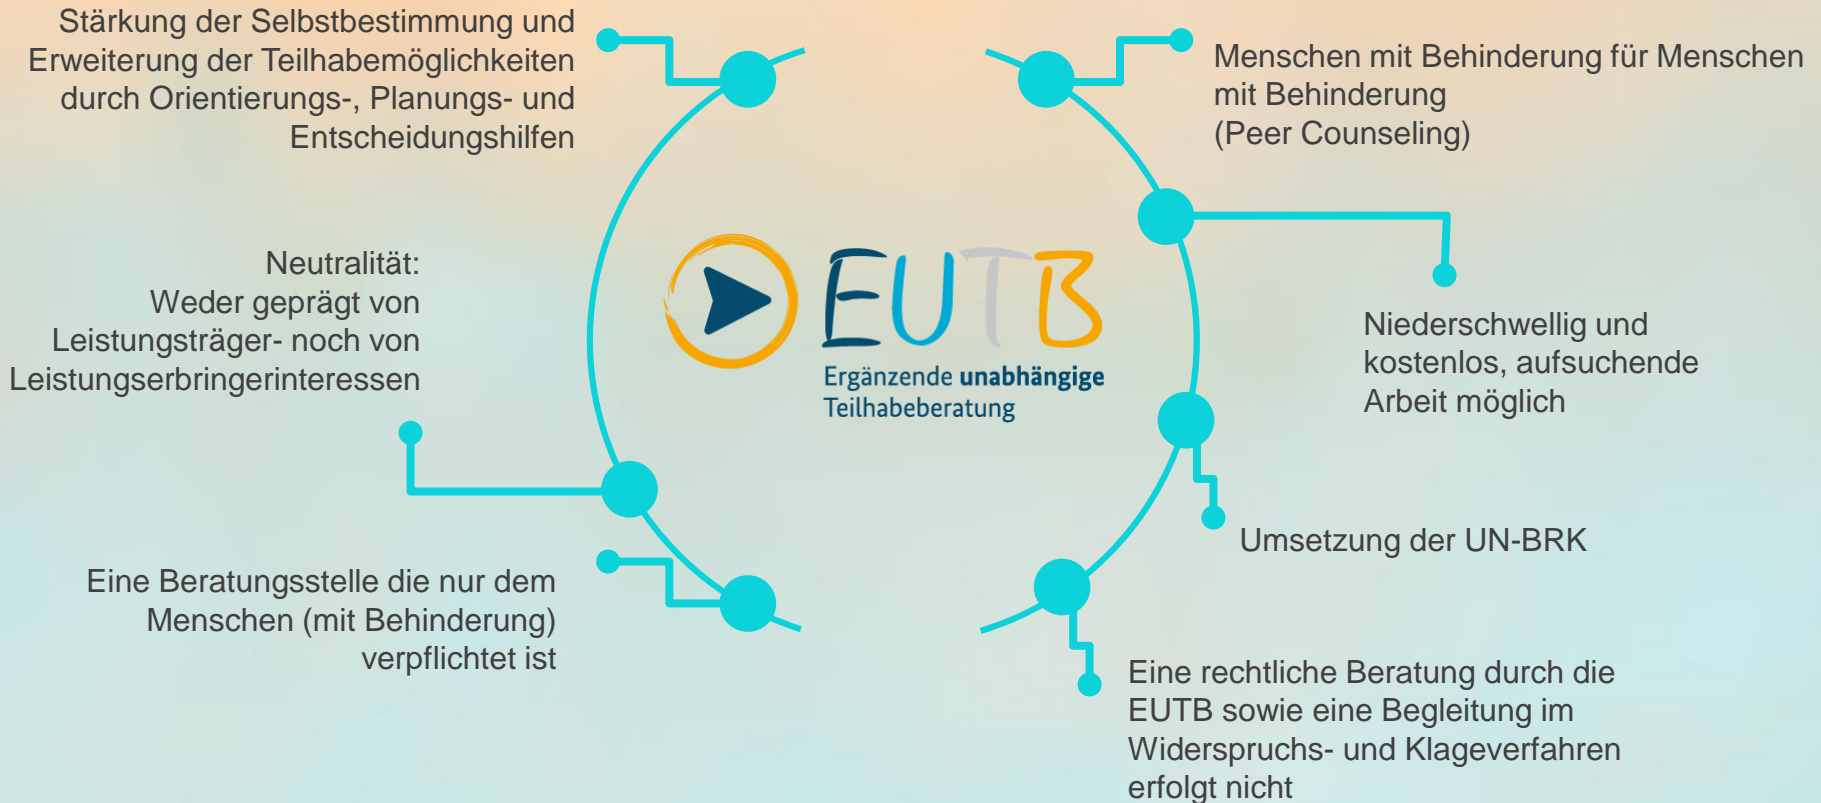 Stärkung der Selbstbestimmung und
Erweiterung der Teilhabemöglichkeiten
durch Orientierungs-, Planungs- und
Entscheidungshilfen
Neutralität:
Weder geprägt von
Leistungsträger- noch von
Leistungserbringerinteressen
Eine Beratungsstelle die nur dem
Menschen (mit Behinderung)
verpflichtet ist
EUTB
Ergänzende unabhängige
Teilhabeberatung
Menschen mit Behinderung für Menschen
mit Behinderung
(Peer Counseling)
Niederschwellig und
kostenlos, aufsuchende
Arbeit möglich
Umsetzung der UN-BRK
Eine rechtliche Beratung durch die
EUTB sowie eine Begleitung im
Widerspruchs- und Klageverfahren
erfolgt nicht